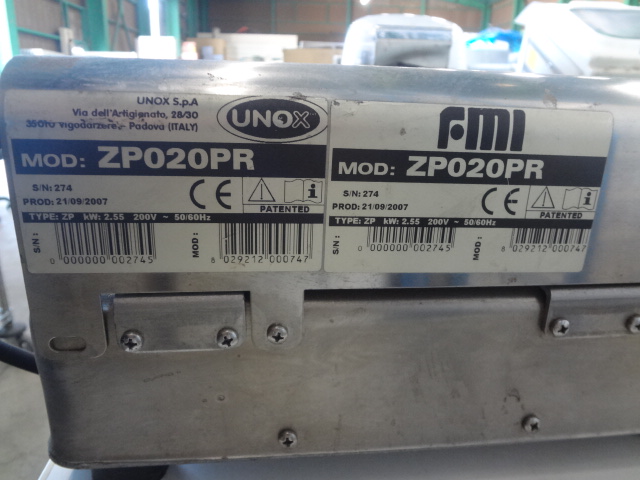 UNOX S.p.A
Via dell'Artigianato, 28/30
35010 Vigodarzere - Padova (ITALY)
UNOX
MOD: ZP020PR
S/N: 274
PROD: 21/09/2007
CE
i
PATENTED
TYPE: ZP kW: 2.55 200V ~ 50/60Hz
S/N:
0 000000 002745
MOD:
8 029212 000747
FMI
MOD: ZP020PR
S/N: 274
PROD: 21/09/2007
CE
i
PATENTED
TYPE: ZP kW: 2.55 200V ~ 50/60Hz
S/N:
0 000000 002745
MOD:
8 029212 000747